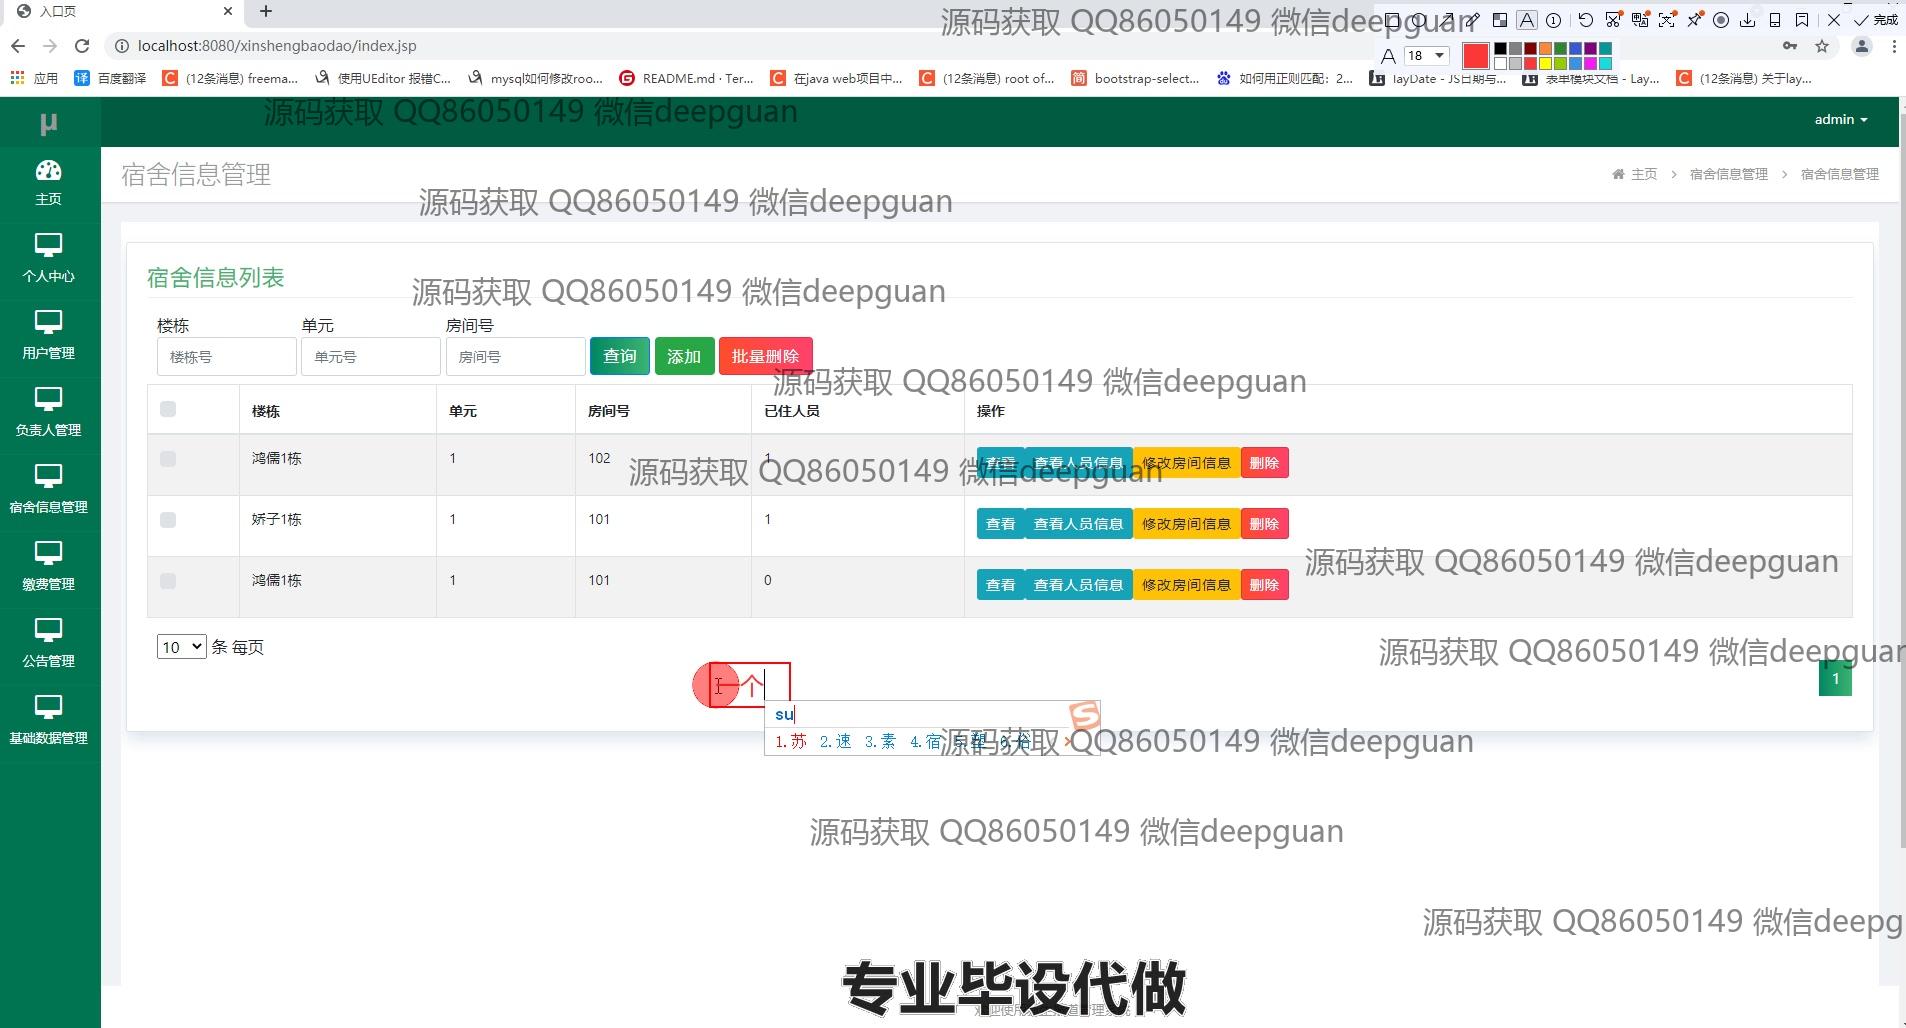 入口页
localhost:8080/xinshengbaodao/index.jsp
应用 百度翻译 (12条消息) freema... 使用UEditor 报错C... mysql如何修改roo... README.md · Ter... 在java web项目中... (12条消息) root of... bootstrap-select... 如何用正则匹配；2... layDate - JS日期与... 表单模块文档 - Lay... (12条消息) 关于lay...
完成
A 18
源码获取 QQ86050149 微信deepguan
源码获取 QQ86050149 微信deepguan
μ
admin
主页
个人中心
用户管理
负责人管理
宿舍信息管理
缴费管理
公告管理
基础数据管理
宿舍信息管理
主页 > 宿舍信息管理 > 宿舍信息管理
源码获取 QQ86050149 微信deepguan
宿舍信息列表
源码获取 QQ86050149 微信deepguan
楼栋 单元 房间号
楼栋号 单元号 房间号 查询 添加 批量删除
源码获取 QQ86050149 微信deepguan
楼栋 单元 房间号 已住人员 操作
鸿儒1栋 1 102 1 查看 查看人员信息 修改房间信息 删除
源码获取 QQ86050149 微信deepguan
娇子1栋 1 101 1 查看 查看人员信息 修改房间信息 删除
源码获取 QQ86050149 微信deepguan
鸿儒1栋 1 101 0 查看 查看人员信息 修改房间信息 删除
10 条 每页
源码获取 QQ86050149 微信deepguan
1
一个
su
1.苏 2.速 3.素 4.宿
源码获取 QQ86050149 微信deepguan
源码获取 QQ86050149 微信deepguan
源码获取 QQ86050149 微信deepg
专业毕设代做